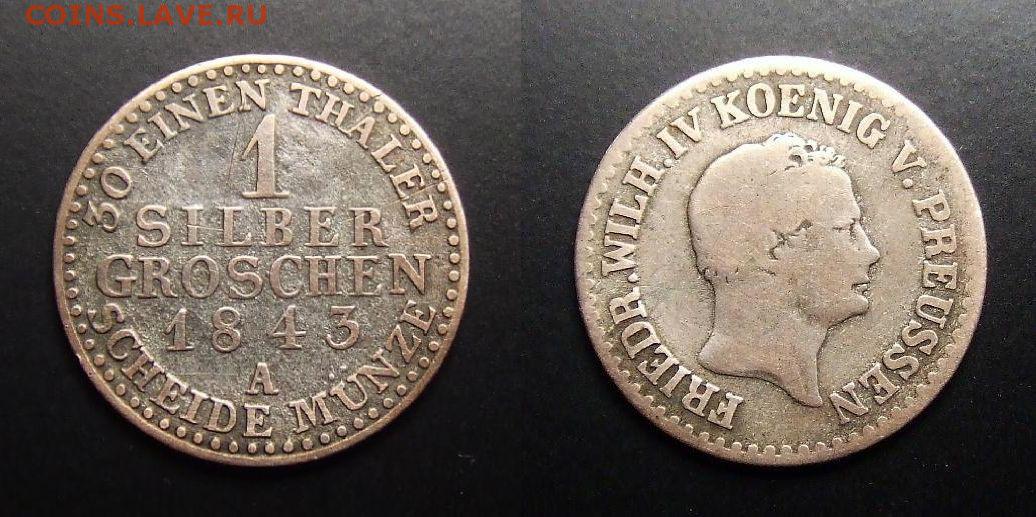 COINS.LAVE.RU
30 EINEN THALER
1
SILBER
GROSCHEN
1843
A
SCHEIDE MÜNZE
FRIEDR.WILH.IV KOENIG V. PREUSSEN